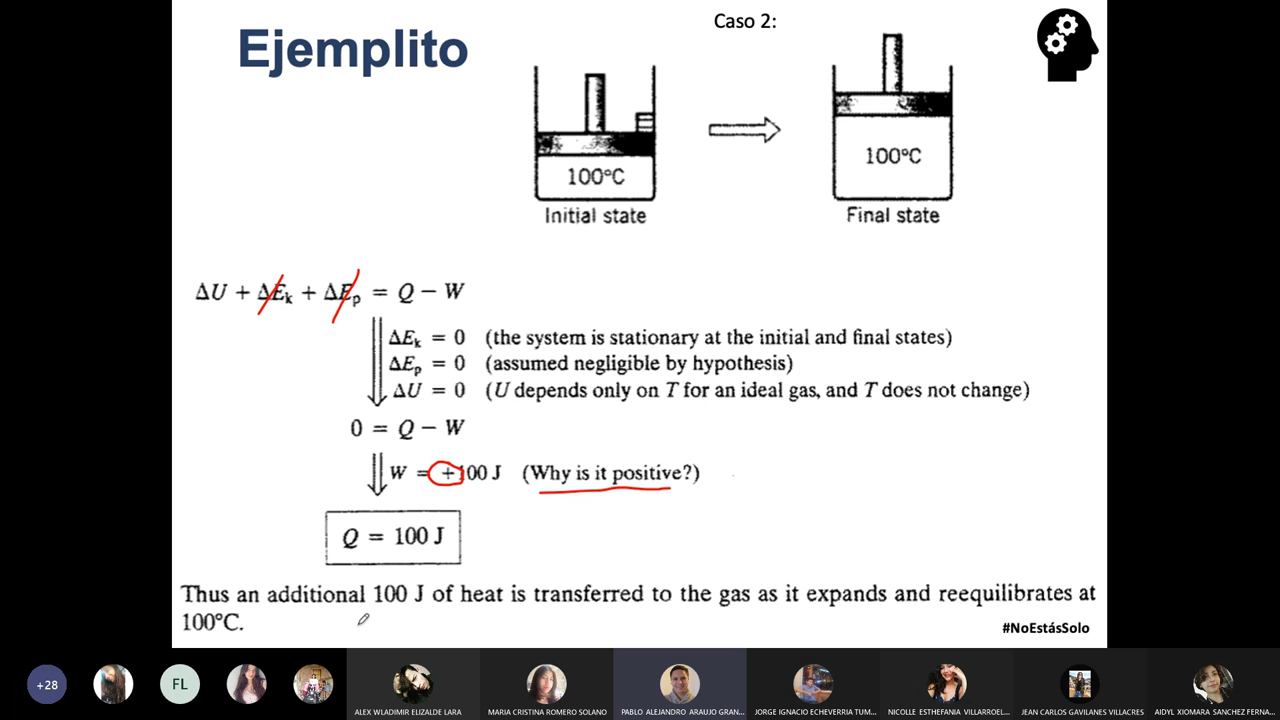 Caso 2:
Ejemplito
100°C
100°C
Initial state
Final state
ΔU + ΔEk + ΔEp = Q − W
ΔEk = 0 (the system is stationary at the initial and final states)
ΔEp = 0 (assumed negligible by hypothesis)
ΔU = 0 (U depends only on T for an ideal gas, and T does not change)
0 = Q − W
W = +100 J (Why is it positive?)
Q = 100 J
Thus an additional 100 J of heat is transferred to the gas as it expands and reequilibrates at
100°C.
#NoEstásSolo
+28
FL
ALEX WLADIMIR ELIZALDE LARA
MARIA CRISTINA ROMERO SOLANO
PABLO ALEJANDRO ARAUJO GRAN...
JORGE IGNACIO ECHEVERRIA TUM...
NICOLLE ESTHEFANIA VILLARROEL...
JEAN CARLOS GAVILANES VILLACRES
AIDYL XIOMARA SANCHEZ FERNA...